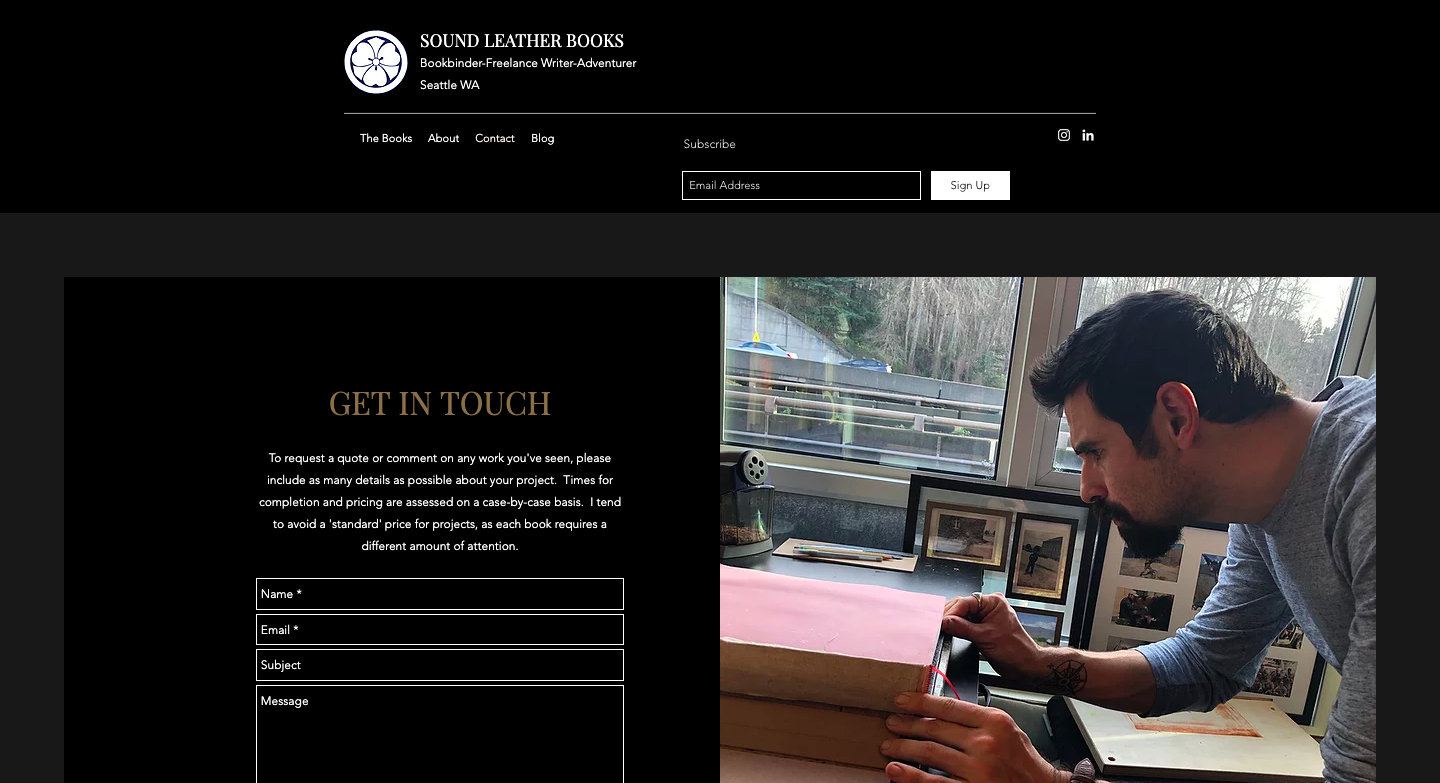 SOUND LEATHER BOOKS
Bookbinder-Freelance Writer-Adventurer
Seattle WA
The Books About Contact Blog
Subscribe
Email Address
Sign Up
GET IN TOUCH
To request a quote or comment on any work you've seen, please
include as many details as possible about your project.  Times for
completion and pricing are assessed on a case-by-case basis.  I tend
to avoid a 'standard' price for projects, as each book requires a
different amount of attention.
Name *
Email *
Subject
Message